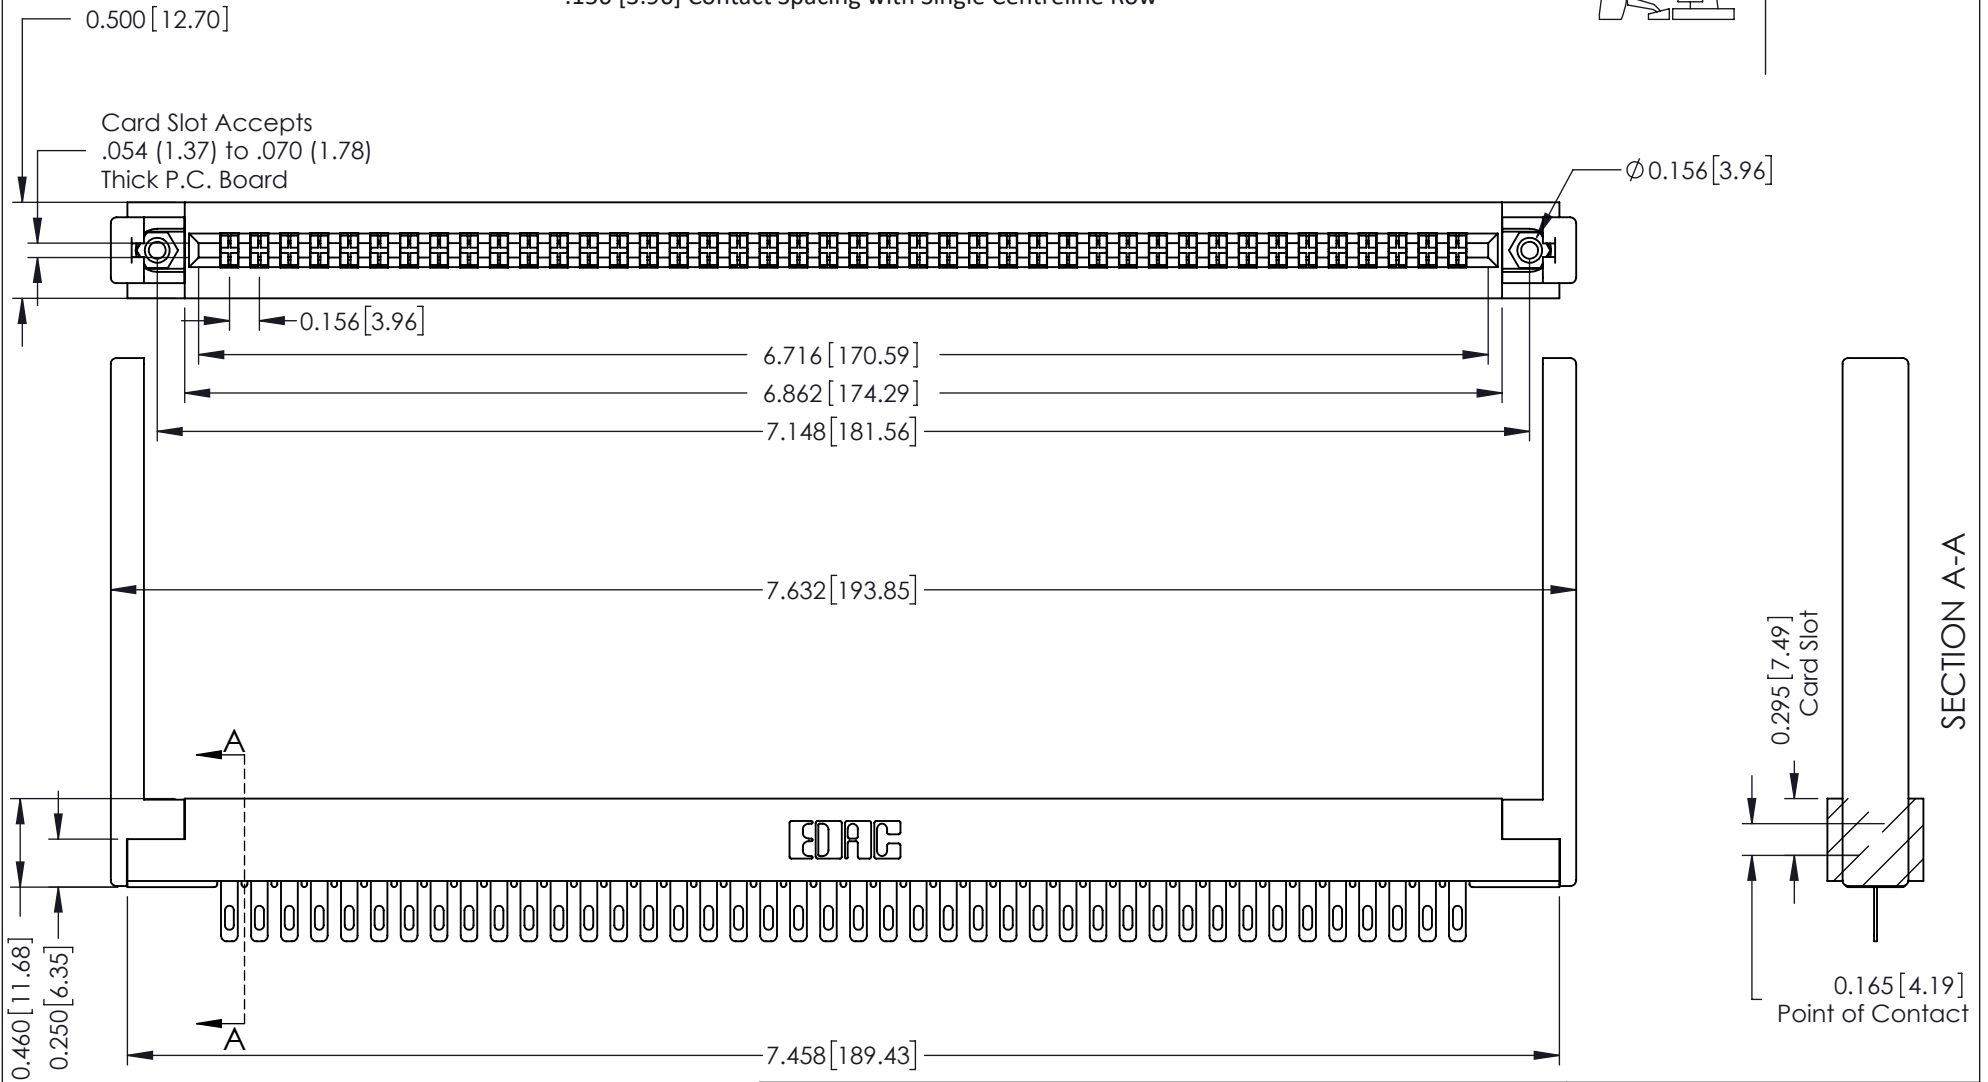 Contact Spacing with Single Centreline Row
0.500 [12.70]
Card Slot Accepts
.054 (1.37) to .070 (1.78)
Thick P.C. Board
Ø0.156 [3.96]
0.156 [3.96]
6.716 [170.59]
6.862 [174.29]
7.148 [181.56]
7.632 [193.85]
A
EDAC
A
0.460 [11.68]
0.250 [6.35]
7.458 [189.43]
0.295 [7.49]
Card Slot
SECTION A-A
0.165 [4.19]
Point of Contact